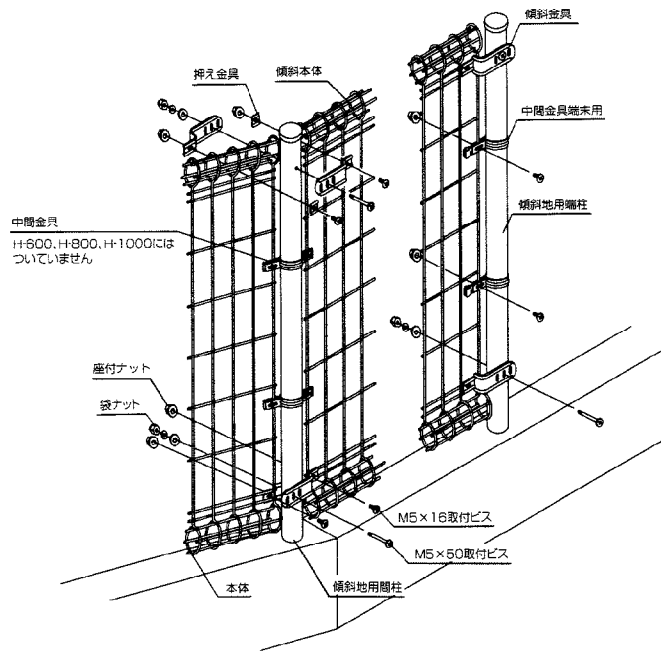 傾斜金具
押え金具
傾斜本体
中間金具端末用
傾斜地用端柱
中間金具
H-600、H-800、H-1000には
ついていません
座付ナット
袋ナット
M5×16取付ビス
M5×50取付ビス
本体
傾斜地用間柱